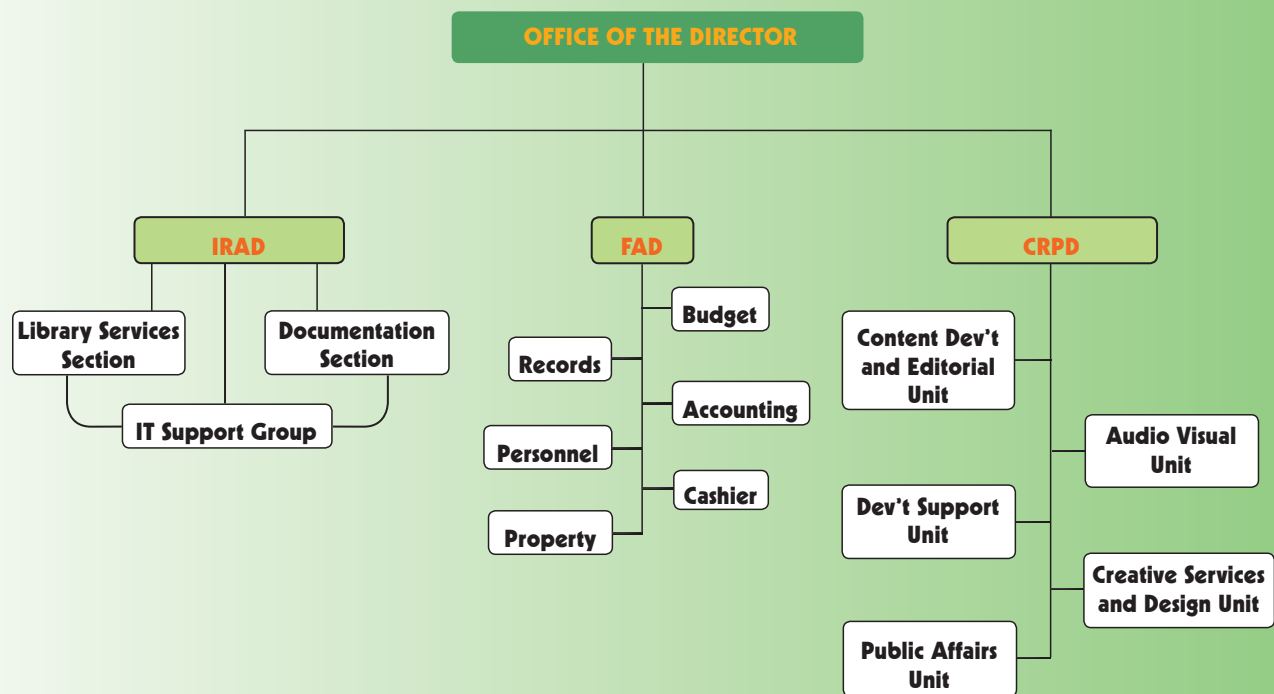 OFFICE OF THE DIRECTOR
IRAD
FAD
CRPD
Library Services
Section
Documentation
Section
IT Support Group
Budget
Records
Accounting
Personnel
Cashier
Property
Content Dev't
and Editorial
Unit
Audio Visual
Unit
Dev't Support
Unit
Creative Services
and Design Unit
Public Affairs
Unit